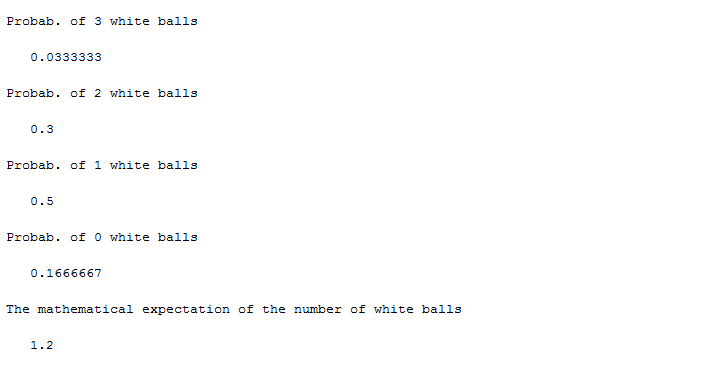 Probab. of 3 white balls
0.0333333
Probab. of 2 white balls
0.3
Probab. of 1 white balls
0.5
Probab. of 0 white balls
0.1666667
The mathematical expectation of the number of white balls
1.2